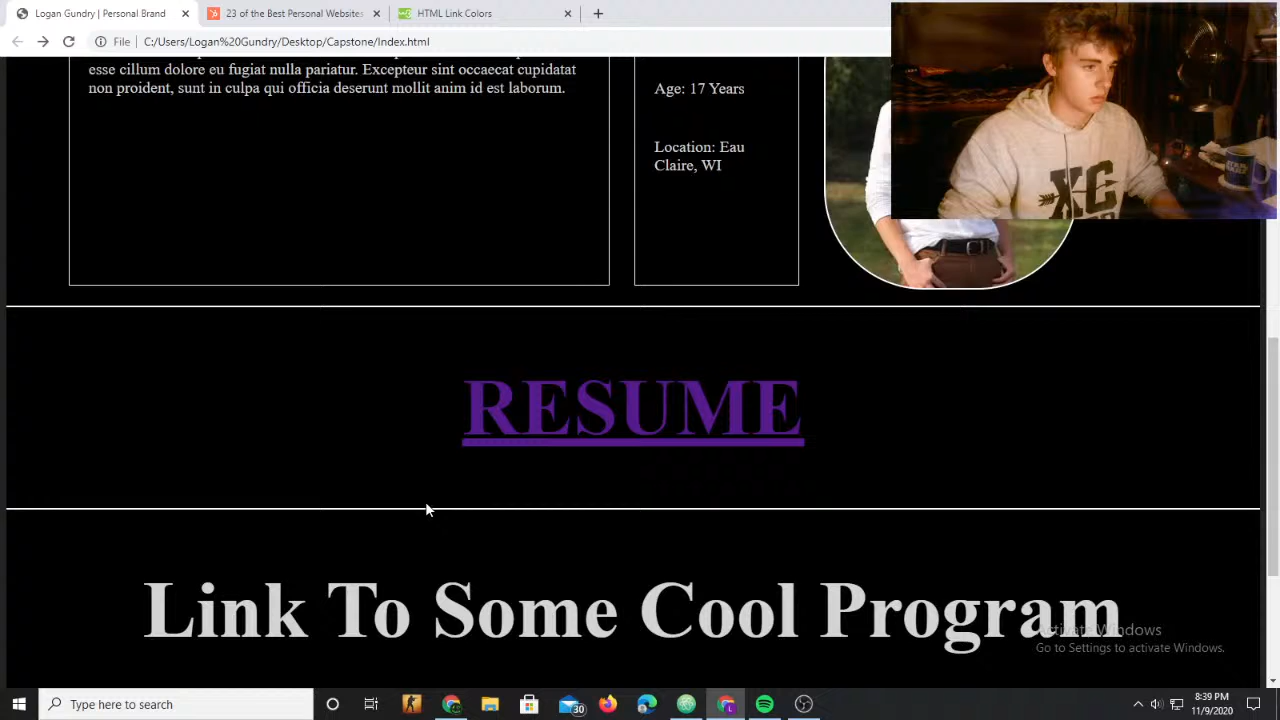 Logan Gundry | Personal Brand
23 of the Best Personal Websites
HTML Link Colors
File
C:/Users/Logan%20Gundry/Desktop/Capstone/Index.html
esse cillum dolore eu fugiat nulla pariatur. Excepteur sint occaecat cupidatat
non proident, sunt in culpa qui officia deserunt mollit anim id est laborum.
Age: 17 Years
Location: Eau
Claire, WI
XC
RESUME
Link To Some Cool Program
Activate Windows
Go to Settings to activate Windows.
Type here to search
30
8:39 PM
11/9/2020